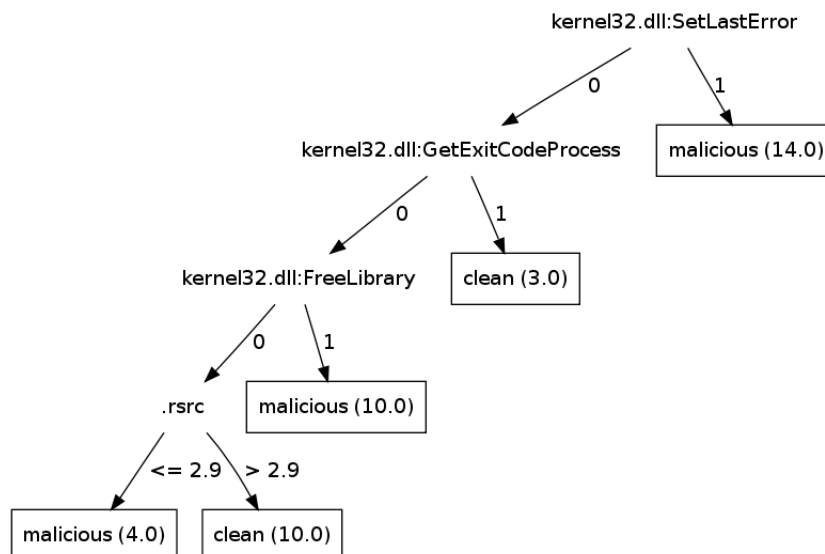 kernel32.dll:SetLastError
0
1
kernel32.dll:GetExitCodeProcess
malicious (14.0)
0
1
kernel32.dll:FreeLibrary
clean (3.0)
0
1
.rsrc
malicious (10.0)
<= 2.9
> 2.9
malicious (4.0)
clean (10.0)